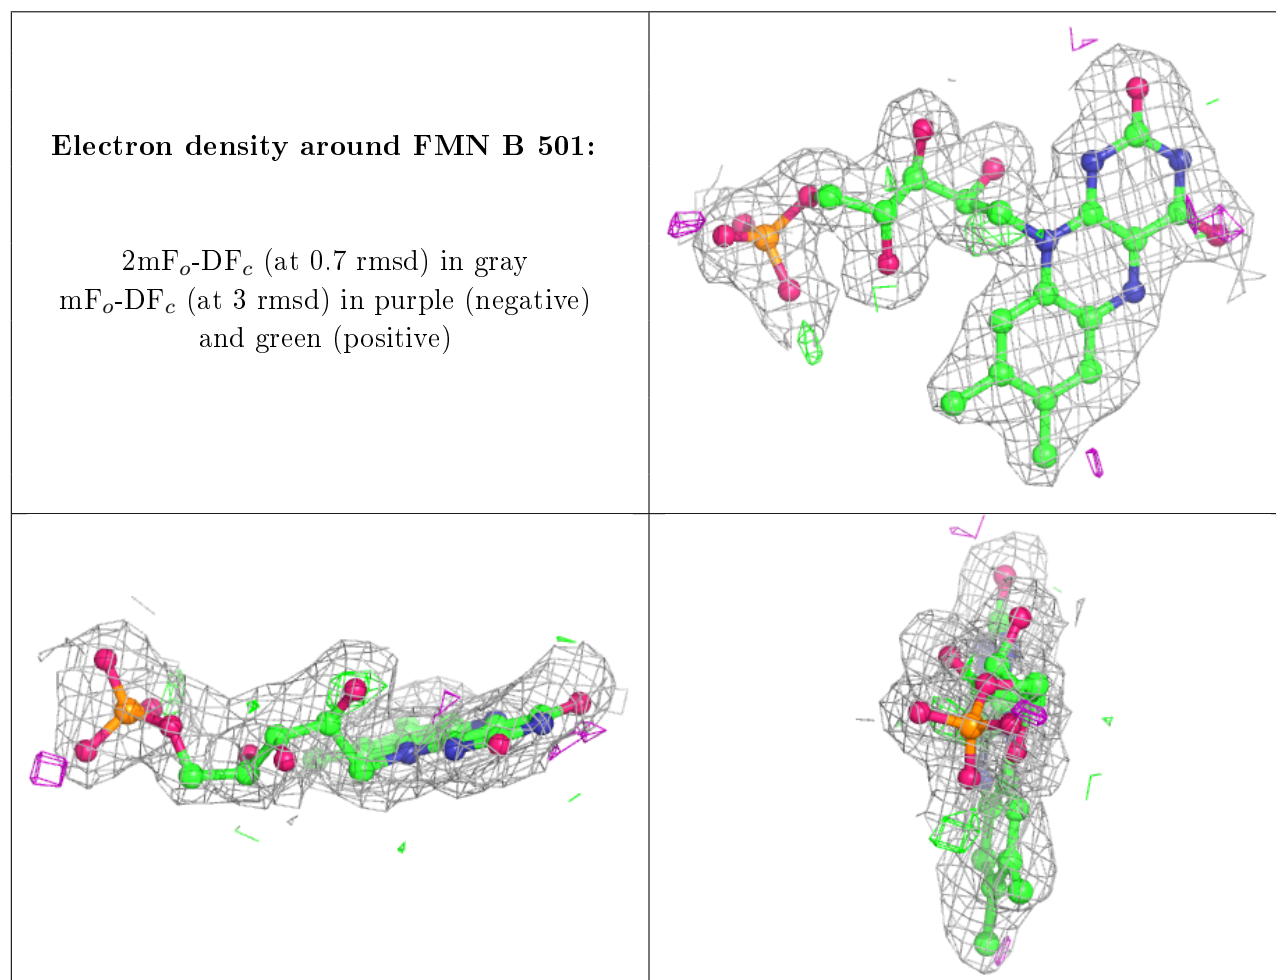 Electron density around FMN B 501:
2mFo-DFc (at 0.7 rmsd) in gray
mFo-DFc (at 3 rmsd) in purple (negative)
and green (positive)